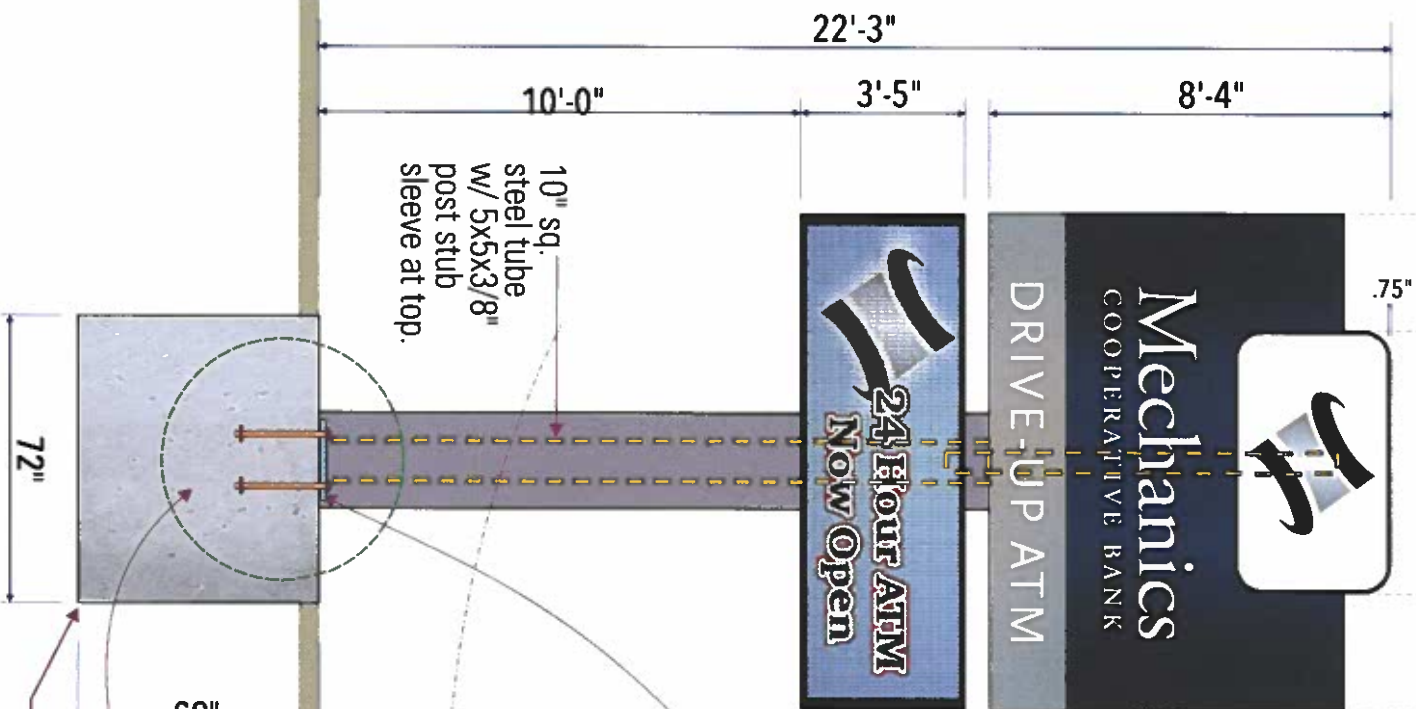 22'-3"
10'-0"
3'-5"
8'-4"
.75"
10" sq.
steel tube
w/ 5x5x3/8"
post stub
sleeve at top.
72"
Mechanics
COOPERATIVE BANK
DRIVE-UP ATM
24 Hour ATM
Now Open